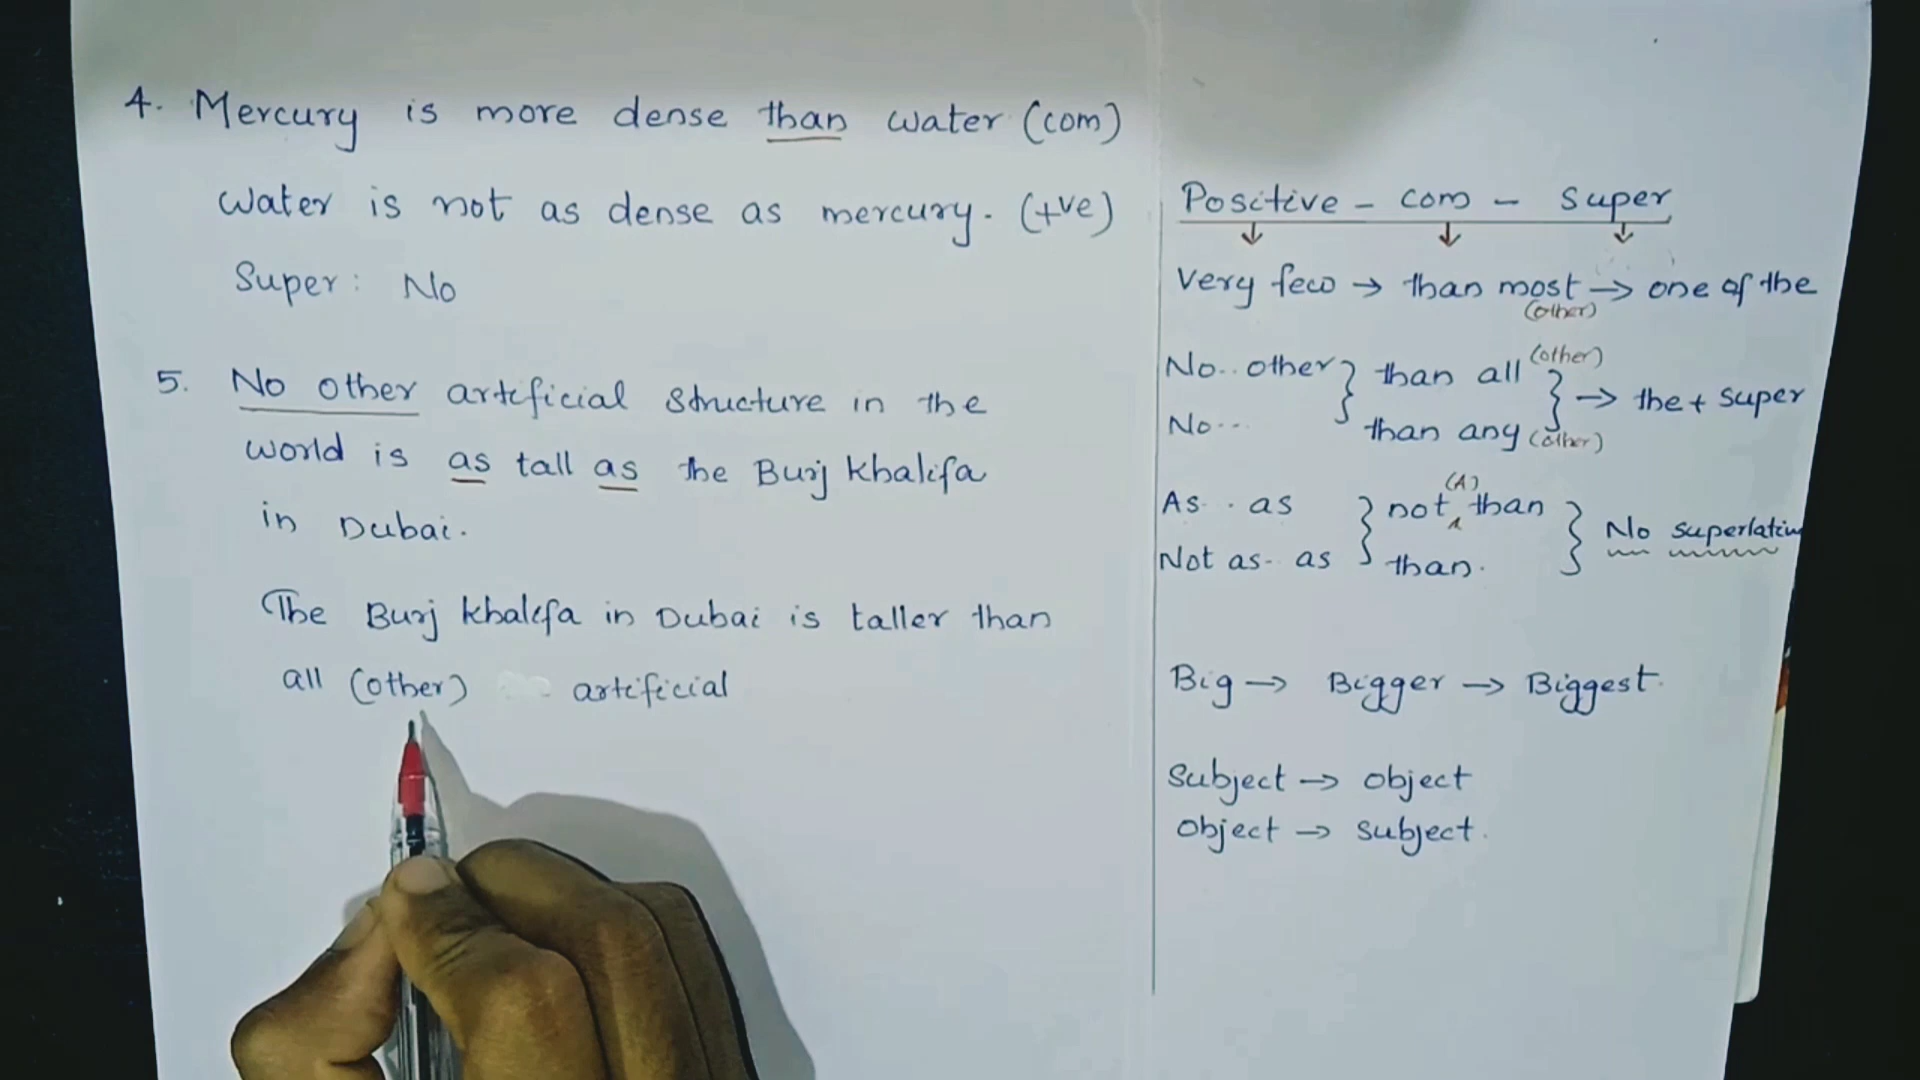 4. Mercury is more dense than water (com)
Water is not as dense as mercury. (+ve)
Super: No
5. No other artificial structure in the
world is as tall as the Burj Khalifa
in Dubai.
The Burj Khalifa in Dubai is taller than
all (other) artificial
Positive - com - super
↓ ↓ ↓
Very few → than most → one of the
(other)
No.. other } than all (other) } → the + super
No... than any (other)
As.. as } not (A) than } No superlative
Not as.. as than.
Big → Bigger → Biggest.
Subject → object
Object → subject.